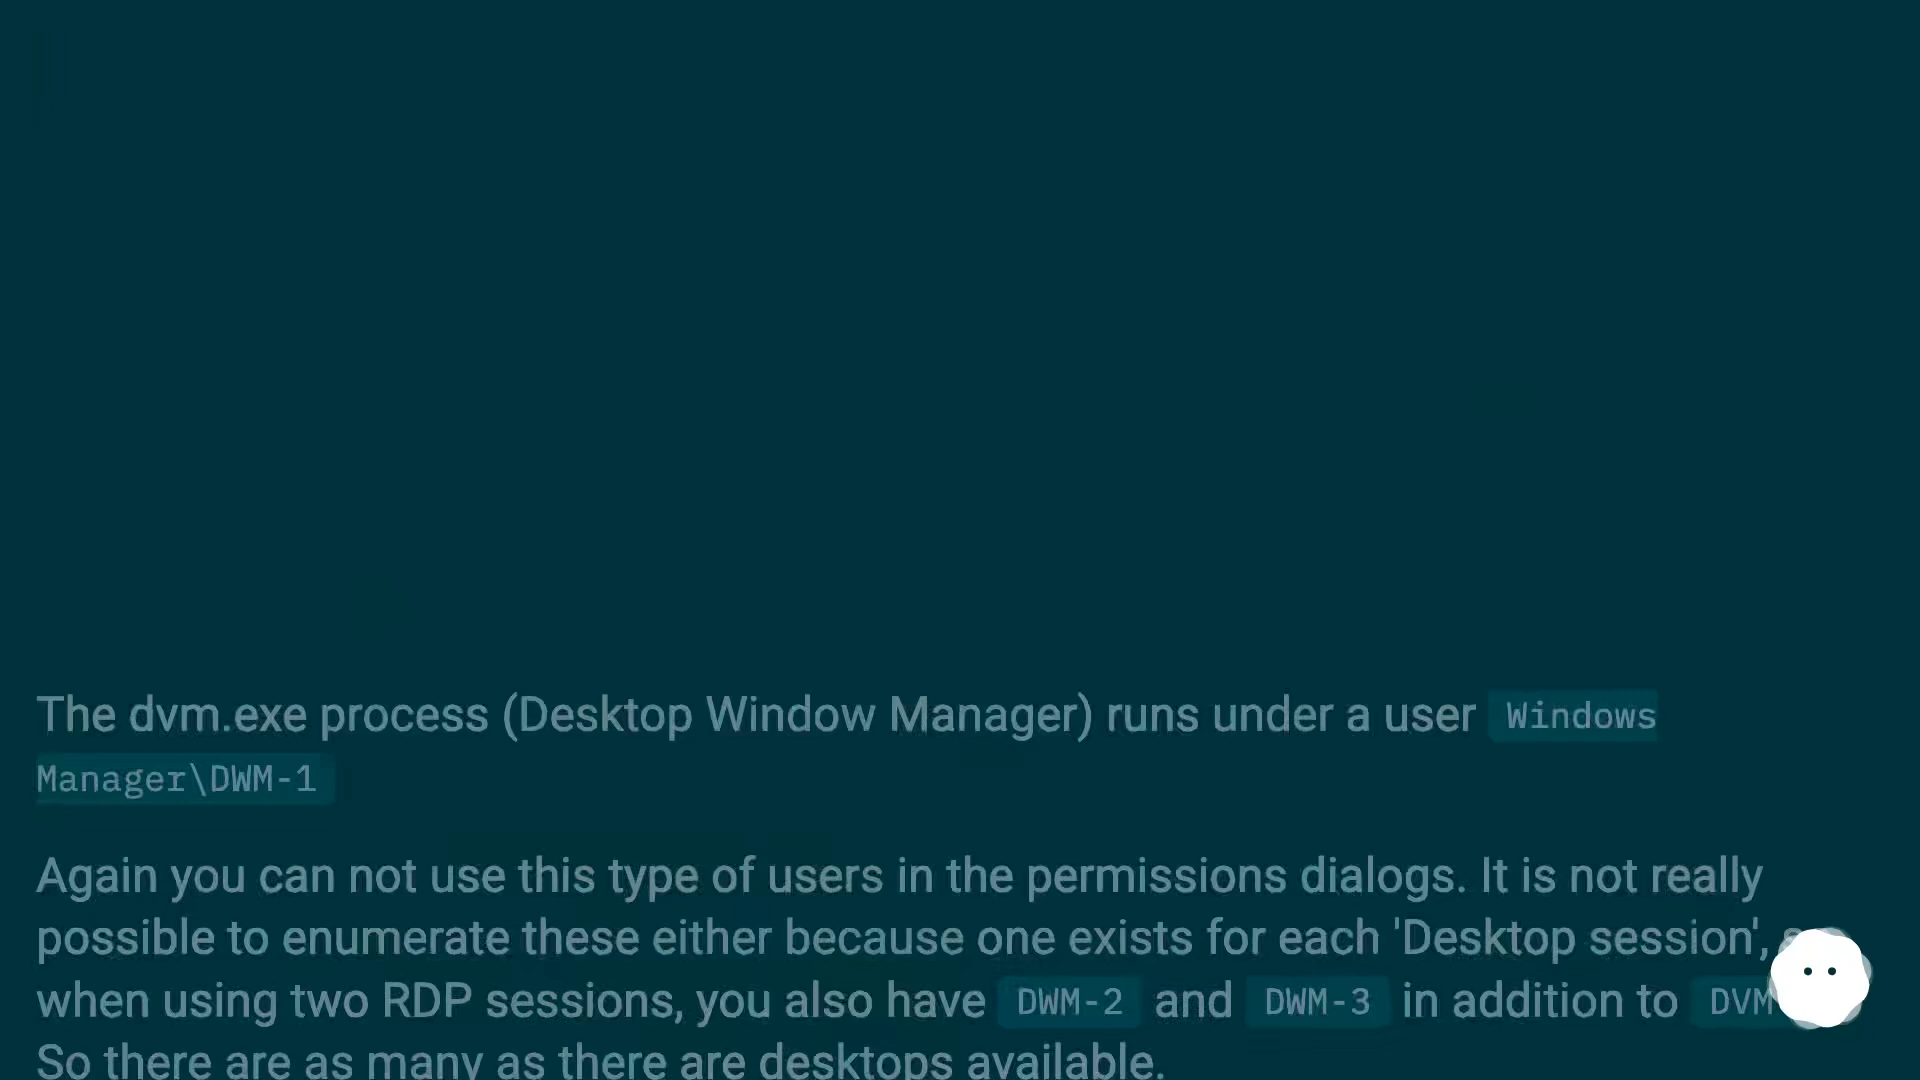 The dvm.exe process (Desktop Window Manager) runs under a user Windows
Manager\DWM-1
Again you can not use this type of users in the permissions dialogs. It is not really
possible to enumerate these either because one exists for each 'Desktop session',
when using two RDP sessions, you also have DWM-2 and DWM-3 in addition to
So there are as many as there are desktops available.